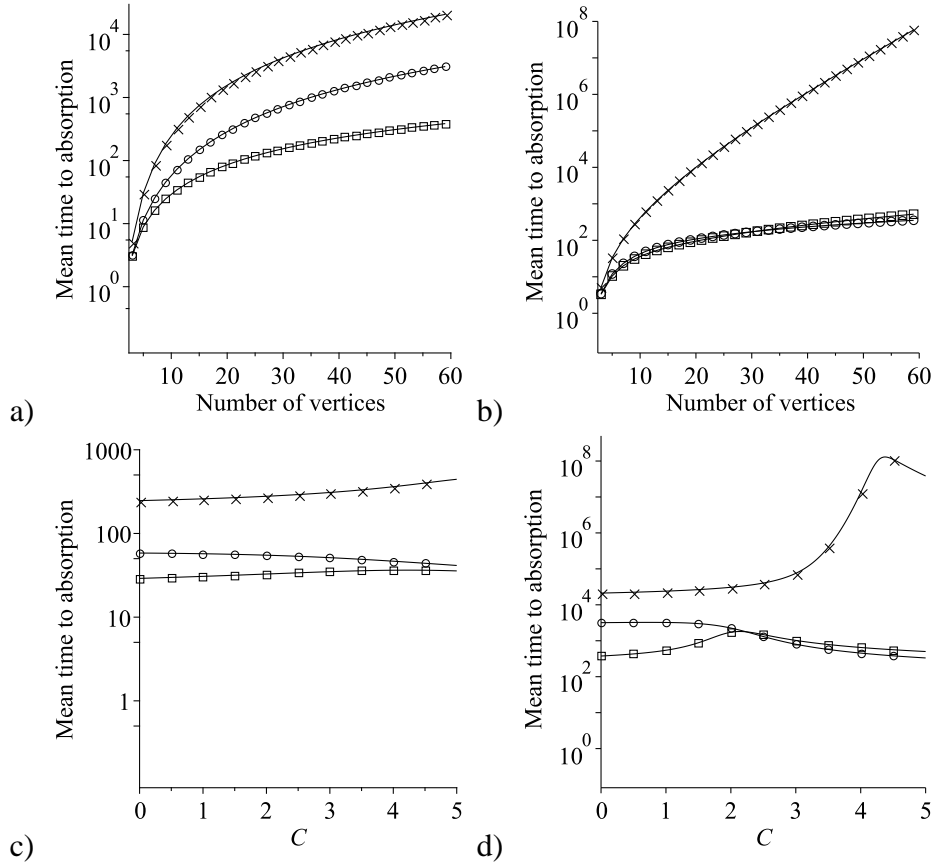 10^4
10^3
10^2
10^1
10^0
Mean time to absorption
10 20 30 40 50 60
Number of vertices
a)
10^8
10^6
10^4
10^2
10^0
Mean time to absorption
10 20 30 40 50 60
Number of vertices
b)
1000
100
10
1
Mean time to absorption
0 1 2 3 4 5
C
c)
10^8
10^6
10^4
10^2
10^0
Mean time to absorption
0 1 2 3 4 5
C
d)